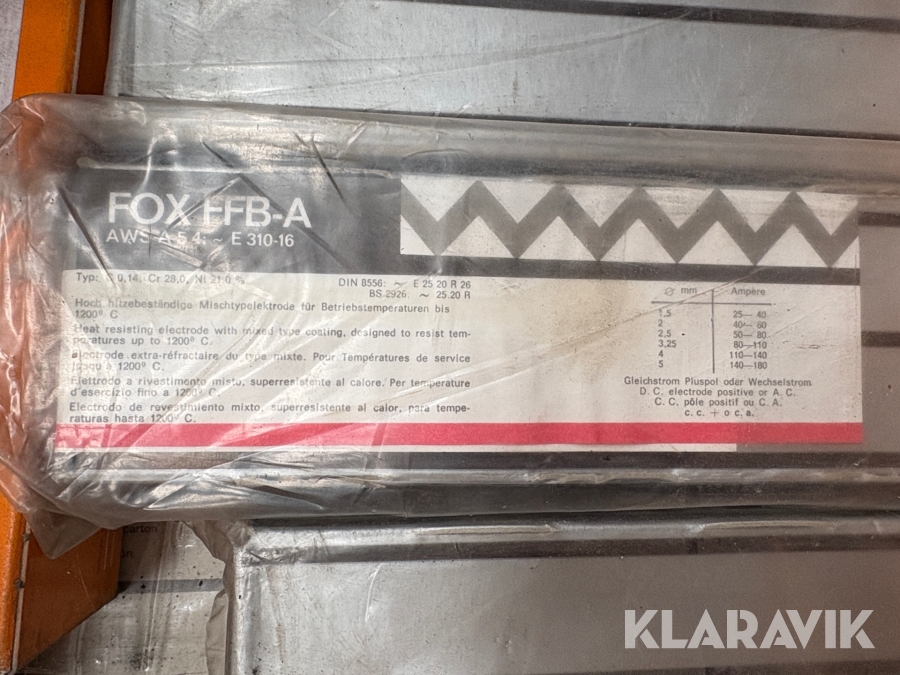 FOX FFB-A
AWS A 5.4: ~ E 310-16
Typ: C 0,14, Cr 28.0, Ni 21.0 %
DIN 8556: ~ E 25 20 R 26
BS 2926: ~ 25.20 R
Hoch hitzebeständige Mischtypelektrode für Betriebstemperaturen bis
1200° C
Heat resisting electrode with mixed type coating, designed to resist tem-
peratures up to 1200° C.
Electrode extra-réfractaire du type mixte. Pour Températures de service
jusqu'à 1200° C.
Elettrodo a rivestimento misto, superresistente al calore. Per temperature
d'esercizio fino a 1200° C.
Electrodo de revestimiento mixto, superresistente al calor, para tempe-
raturas hasta 1200° C.
⌀ mm Ampère
1,5 25— 40
2 40— 60
2,5 50— 80
3,25 80—110
4 110—140
5 140—180
Gleichstrom Pluspol oder Wechselstrom
D. C. electrode positive or A. C.
C. C. pôle positif ou C. A.
c. c. + o c. a.
carton
KLARAVIK